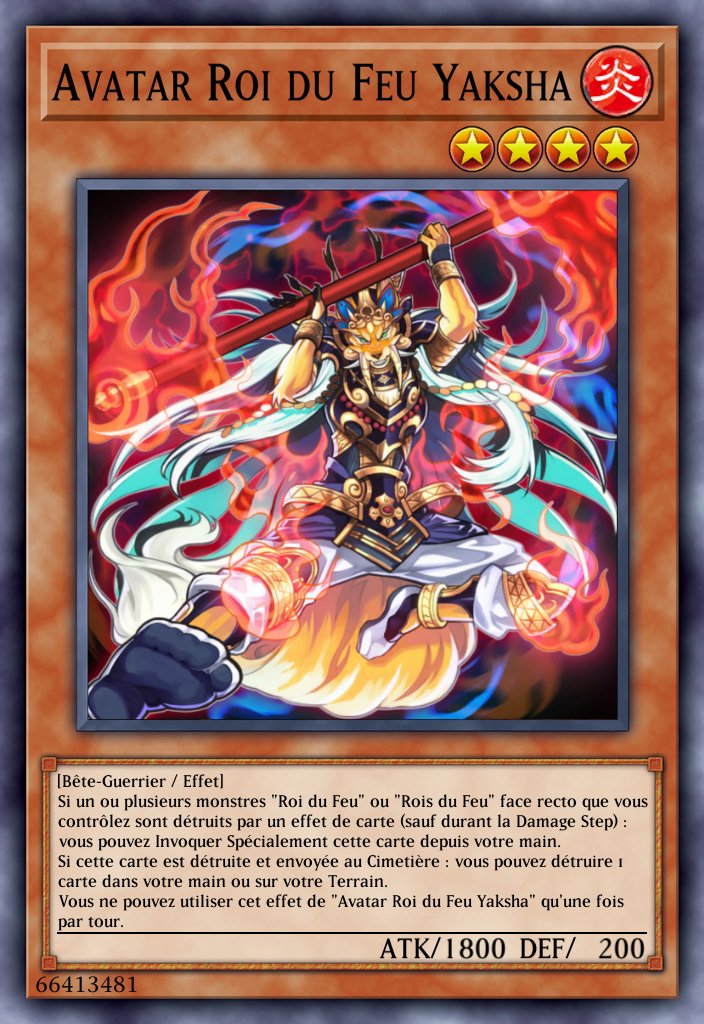 Avatar Roi du Feu Yaksha
炎
[Bête-Guerrier / Effet]
Si un ou plusieurs monstres "Roi du Feu" ou "Rois du Feu" face recto que vous
contrôlez sont détruits par un effet de carte (sauf durant la Damage Step) :
vous pouvez Invoquer Spécialement cette carte depuis votre main.
Si cette carte est détruite et envoyée au Cimetière : vous pouvez détruire 1
carte dans votre main ou sur votre Terrain.
Vous ne pouvez utiliser cet effet de "Avatar Roi du Feu Yaksha" qu'une fois
par tour.
ATK/1800 DEF/ 200
66413481